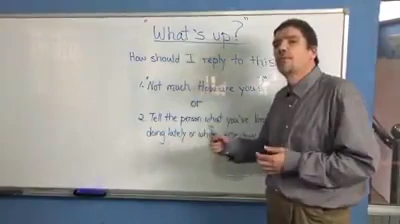 "What's up?"
How should I reply to this
1. "Not much How are you?"
or
2. Tell the person what you've been
doing lately or what